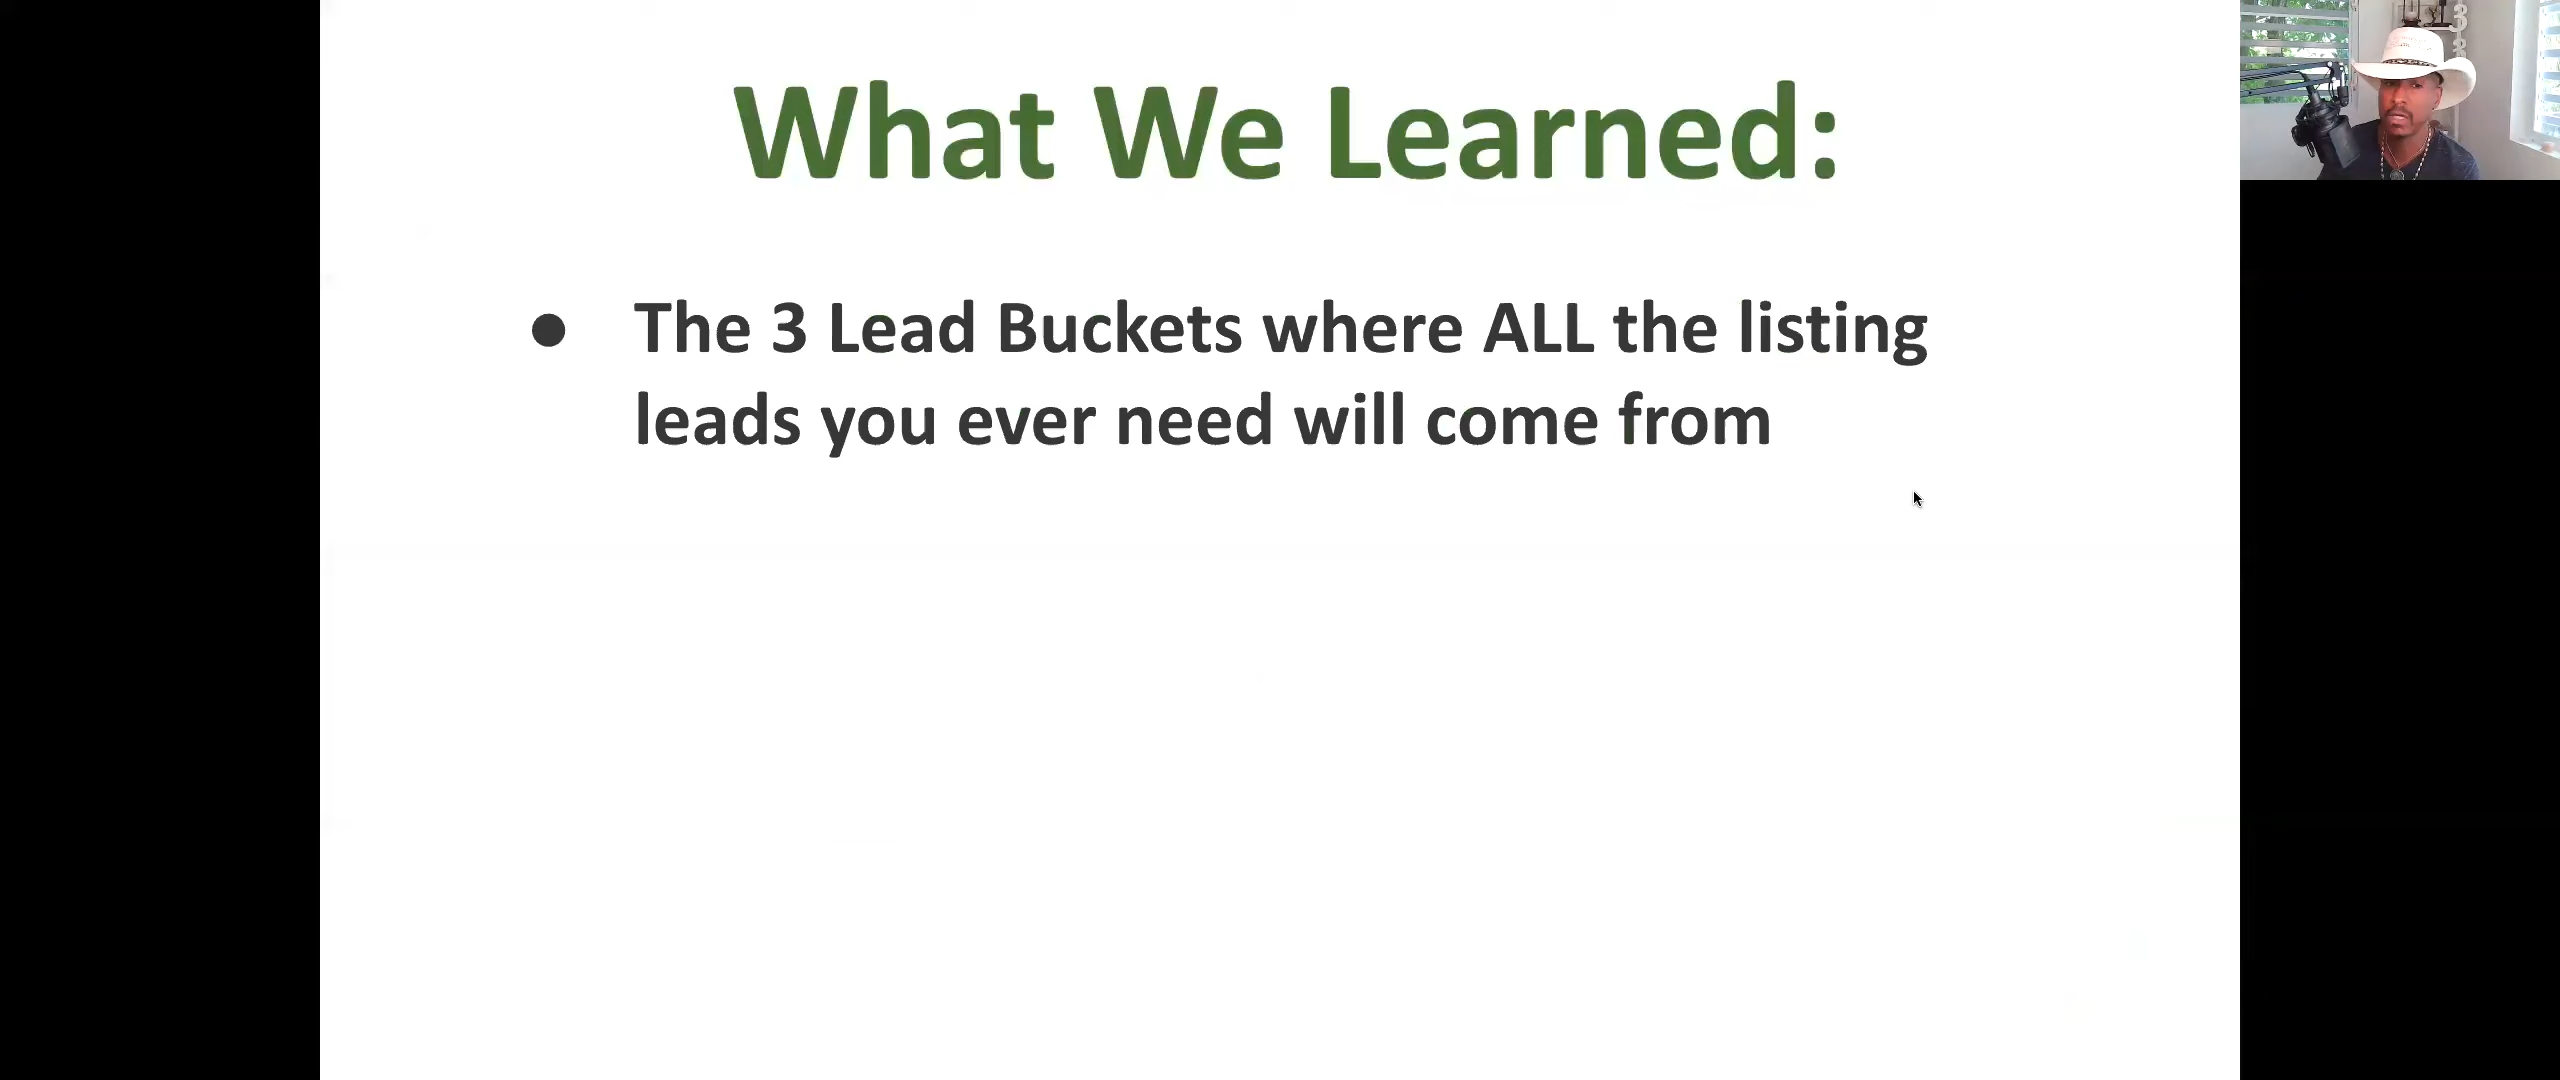 What We Learned:
● The 3 Lead Buckets where ALL the listing
leads you ever need will come from